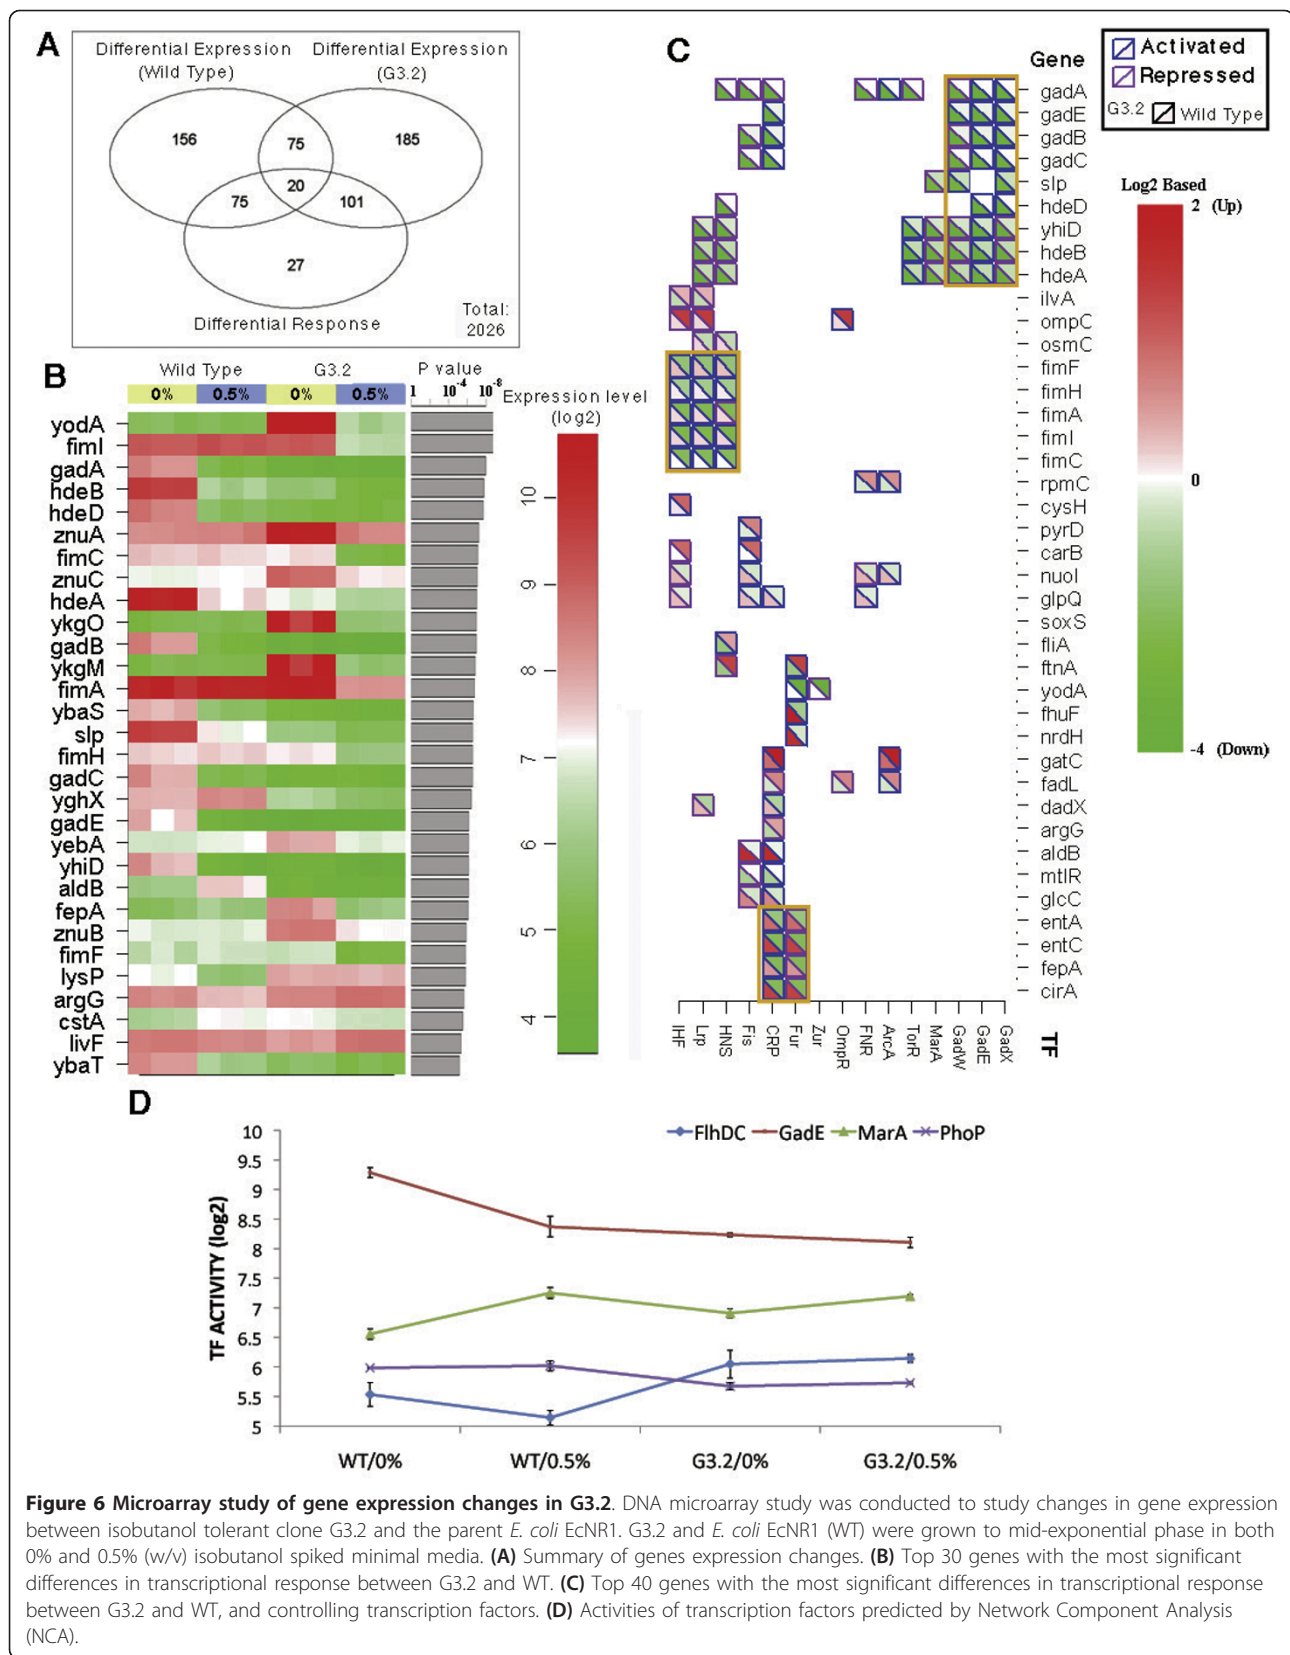 A
Differential Expression
(Wild Type)
Differential Expression
(G3.2)
156
75
185
20
75
101
27
Differential Response
Total:
2026
B
Wild Type
G3.2
P value
0%
0.5%
0%
0.5%
1 10-4 10-8
Expression level
(log2)
yodA
fimI
gadA
hdeB
hdeD
znuA
fimC
znuC
hdeA
ykgO
gadB
ykgM
fimA
ybaS
slp
fimH
gadC
yghX
gadE
yebA
yhiD
aldB
fepA
znuB
fimF
lysP
argG
cstA
livF
ybaT
10
9
8
7
6
5
4
C
Gene
Activated
Repressed
G3.2
Wild Type
gadA
gadE
gadB
gadC
slp
hdeD
yhiD
hdeB
hdeA
ilvA
ompC
osmC
fimF
fimH
fimA
fimI
fimC
rpmC
cysH
pyrD
carB
nuoI
glpQ
soxS
fliA
ftnA
yodA
fhuF
nrdH
gatC
fadL
dadX
argG
aldB
mtlR
glcC
entA
entC
fepA
cirA
IHF
Lrp
HNS
Fis
CRP
Fur
Zur
OmpR
FNR
ArcA
TorR
MarA
GadW
GadE
GadX
TF
Log2 Based
2 (Up)
0
-4 (Down)
D
FlhDC
GadE
MarA
PhoP
TF ACTIVITY (log2)
10
9.5
9
8.5
8
7.5
7
6.5
6
5.5
5
WT/0%
WT/0.5%
G3.2/0%
G3.2/0.5%
Figure 6 Microarray study of gene expression changes in G3.2. DNA microarray study was conducted to study changes in gene expression
between isobutanol tolerant clone G3.2 and the parent E. coli EcNR1. G3.2 and E. coli EcNR1 (WT) were grown to mid-exponential phase in both
0% and 0.5% (w/v) isobutanol spiked minimal media. (A) Summary of genes expression changes. (B) Top 30 genes with the most significant
differences in transcriptional response between G3.2 and WT. (C) Top 40 genes with the most significant differences in transcriptional response
between G3.2 and WT, and controlling transcription factors. (D) Activities of transcription factors predicted by Network Component Analysis
(NCA).